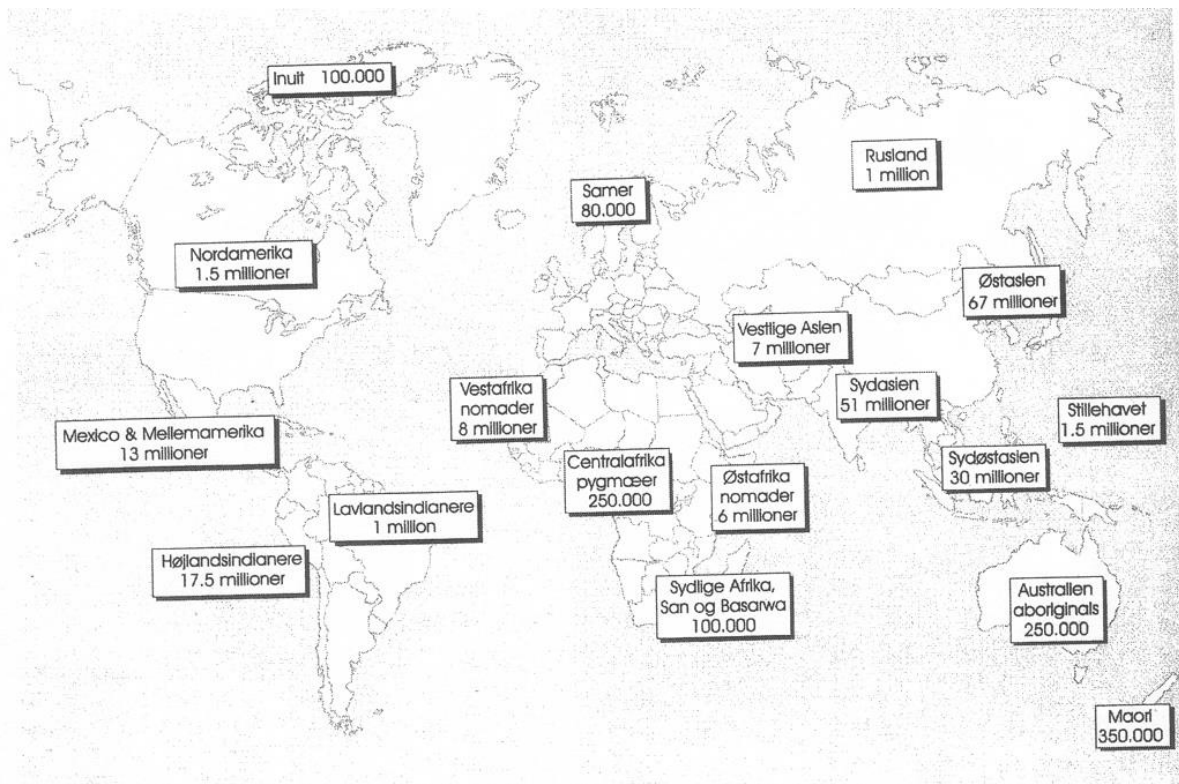 Inuit 100.000
Rusland
1 million
Samer
80.000
Nordamerika
1.5 millioner
Østasien
67 millioner
Vestlige Asien
7 millioner
Vestafrika
nomader
8 millioner
Sydasien
51 millioner
Stillehavet
1.5 millioner
Mexico & Mellemamerika
13 millioner
Centralafrika
pygmæer
250.000
Østafrika
nomader
6 millioner
Sydøstasien
30 millioner
Lavlandsindianere
1 million
Højlandsindianere
17.5 millioner
Sydlige Afrika,
San og Basarwa
100.000
Australien
aboriginals
250.000
Maori
350.000